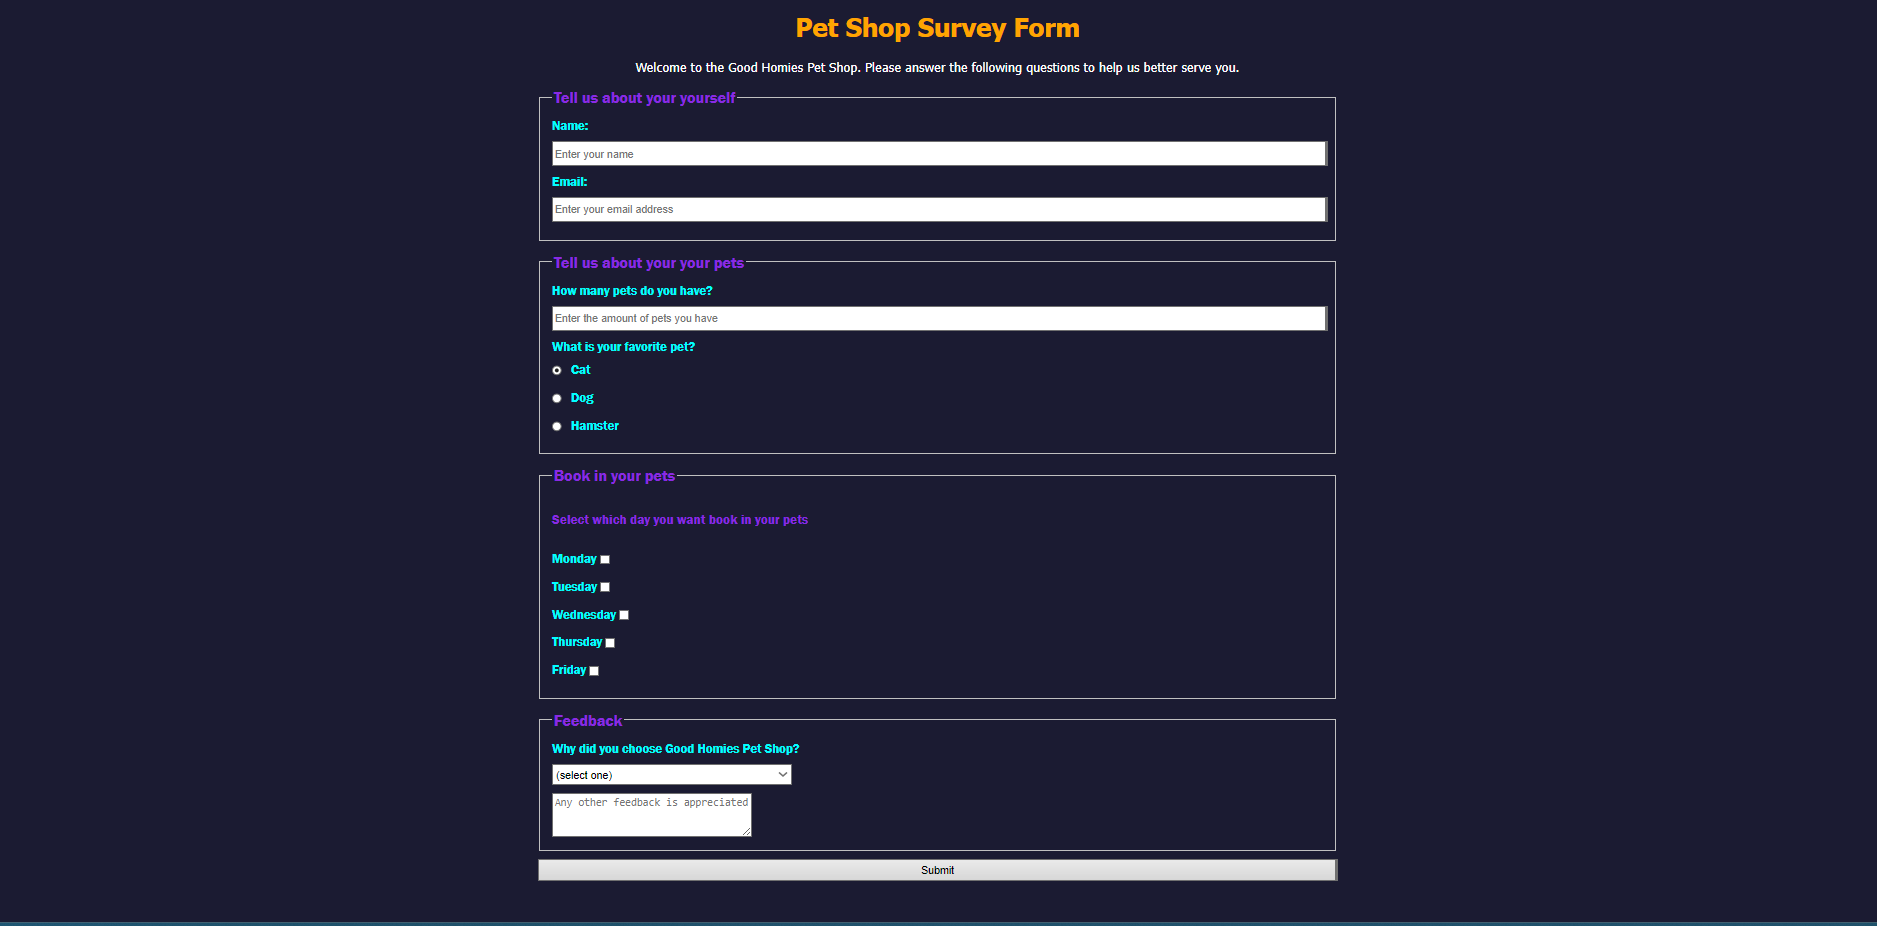 Pet Shop Survey Form
Welcome to the Good Homies Pet Shop. Please answer the following questions to help us better serve you.
Tell us about your yourself
Name:
Enter your name
Email:
Enter your email address
Tell us about your your pets
How many pets do you have?
Enter the amount of pets you have
What is your favorite pet?
Cat
Dog
Hamster
Book in your pets
Select which day you want book in your pets
Monday
Tuesday
Wednesday
Thursday
Friday
Feedback
Why did you choose Good Homies Pet Shop?
(select one)
Any other feedback is appreciated
Submit